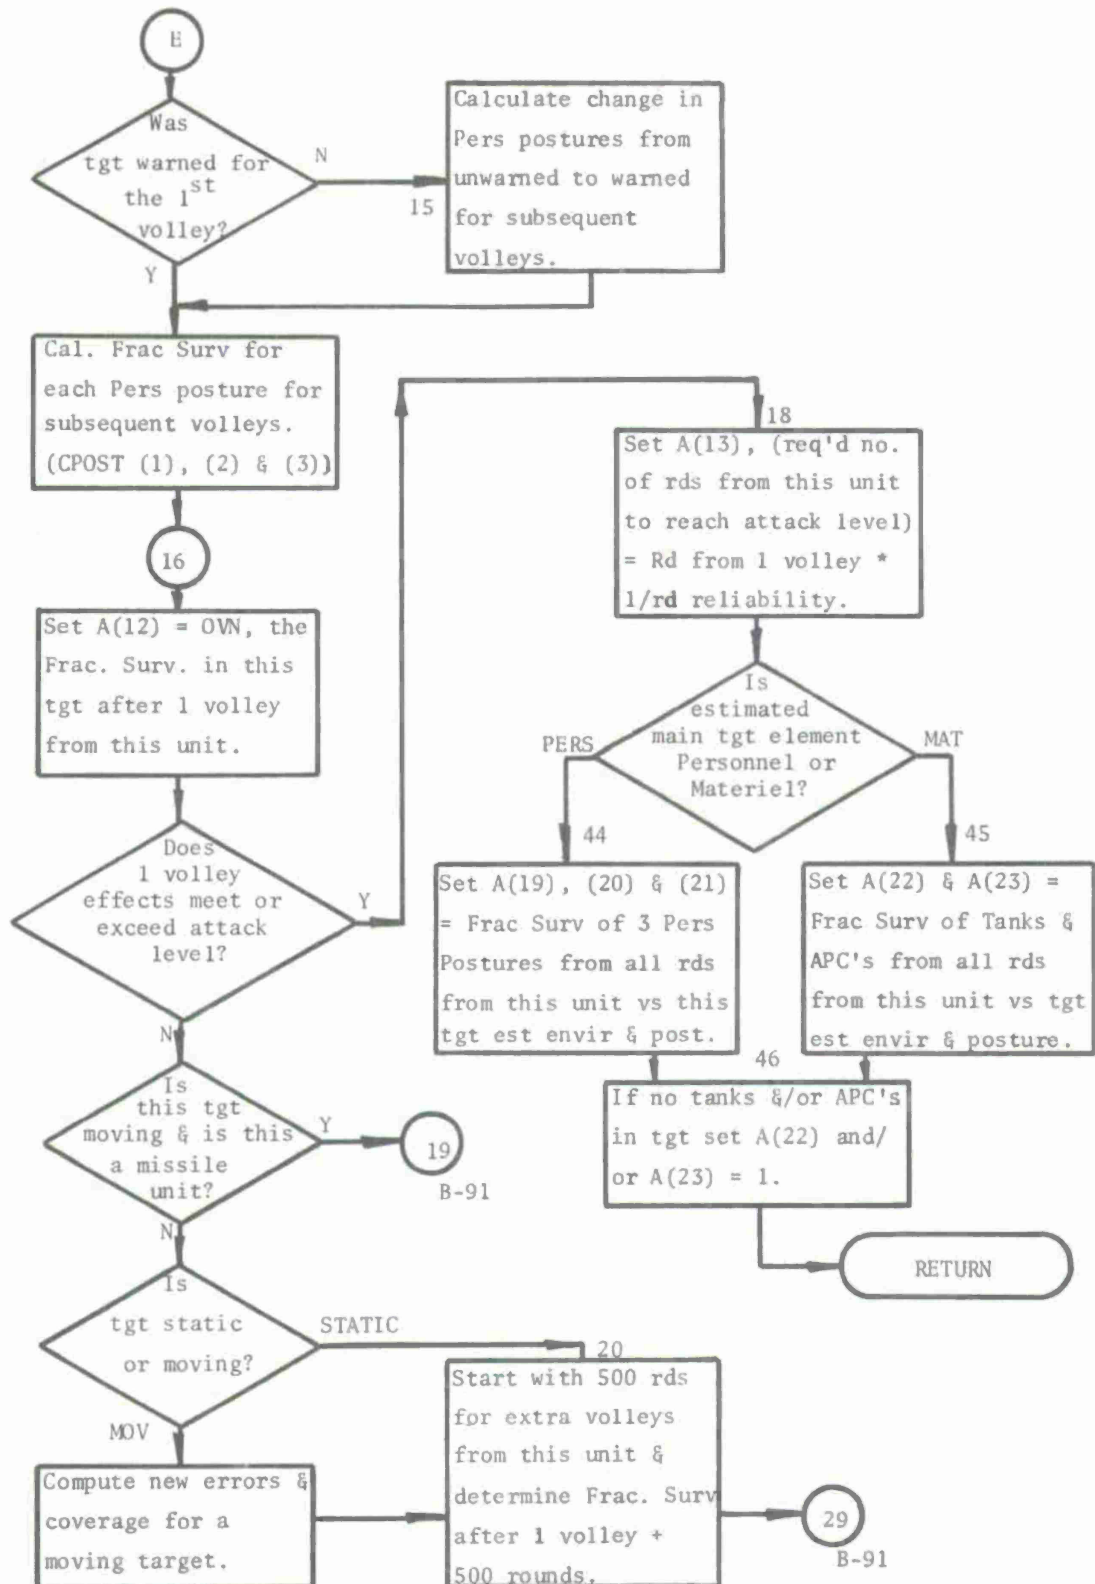 E
Was
tgt warned for
the 1st
volley?
N
15
Y
Calculate change in
Pers postures from
unwarned to warned
for subsequent
volleys.
Cal. Frac Surv for
each Pers posture for
subsequent volleys.
(CPOST (1), (2) & (3))
16
Set A(12) = OVN, the
Frac. Surv. in this
tgt after 1 volley
from this unit.
Does
1 volley
effects meet or
exceed attack
level?
Y
N
18
Set A(13), (req'd no.
of rds from this unit
to reach attack level)
= Rd from 1 volley *
1/rd reliability.
Is
estimated
main tgt element
Personnel or
Materiel?
PERS
MAT
44
Set A(19), (20) & (21)
= Frac Surv of 3 Pers
Postures from all rds
from this unit vs this
tgt est envir & post.
45
Set A(22) & A(23) =
Frac Surv of Tanks &
APC's from all rds
from this unit vs tgt
est envir & posture.
46
If no tanks &/or APC's
in tgt set A(22) and/
or A(23) = 1.
RETURN
Is
this tgt
moving & is this
a missile
unit?
Y
19
B-91
N
Is
tgt static
or moving?
STATIC
MOV
Compute new errors &
coverage for a
moving target.
20
Start with 500 rds
for extra volleys
from this unit &
determine Frac. Surv
after 1 volley +
500 rounds.
29
B-91